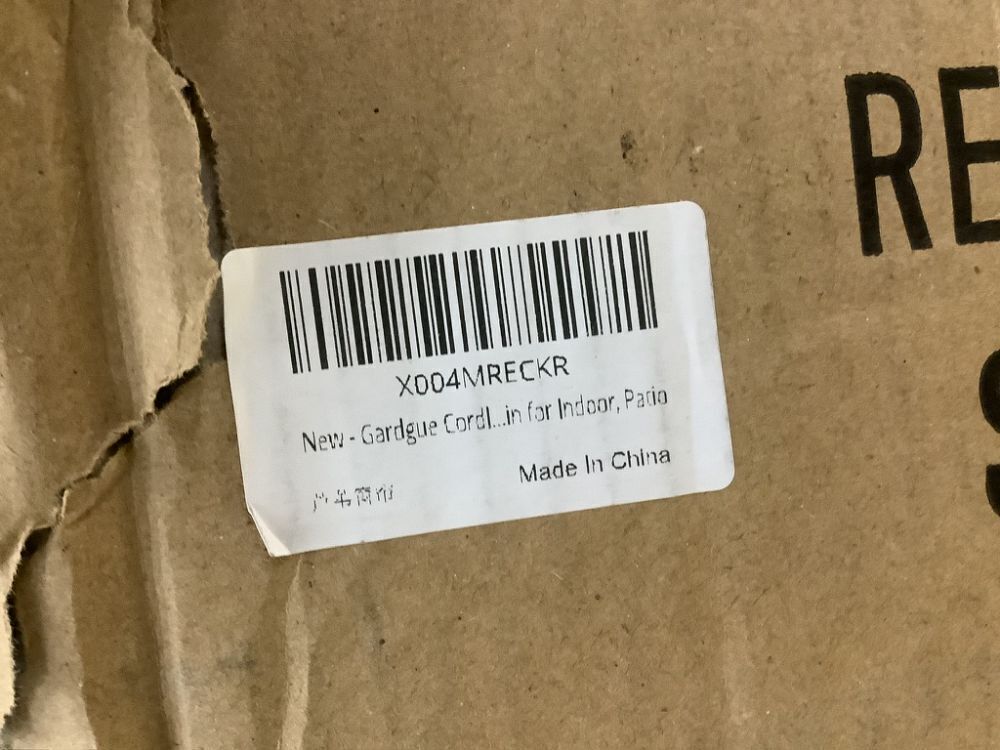 X004MRECKR
New - Gardgue Cordl...in for Indoor, Patio
Made In China
RE
S